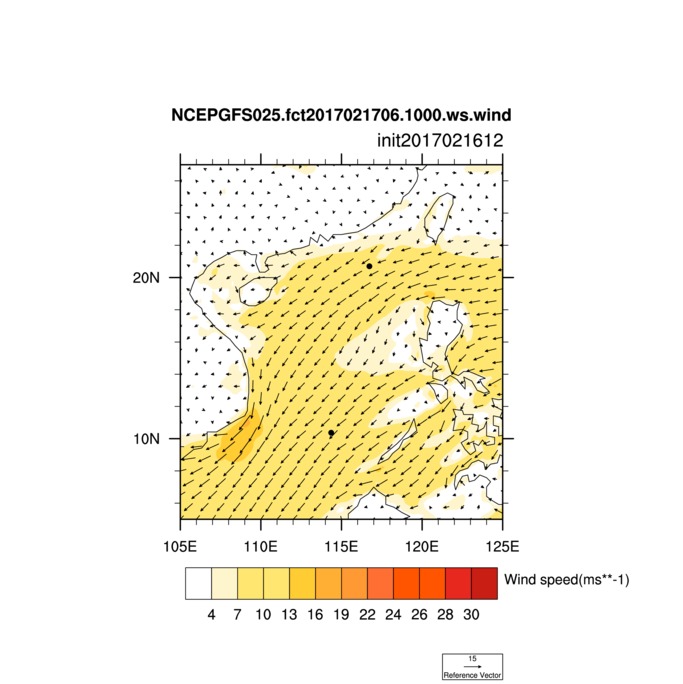 NCEPGFS025.fct2017021706.1000.ws.wind
init2017021612
20N
10N
105E 110E 115E 120E 125E
Wind speed(ms**-1)
4 7 10 13 16 19 22 24 26 28 30
15
Reference Vector